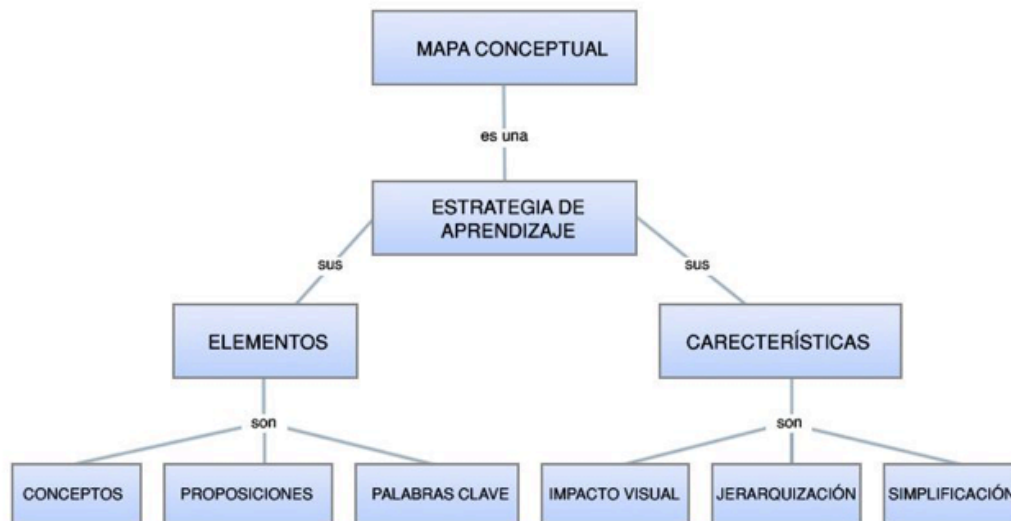 MAPA CONCEPTUAL
es una
ESTRATEGIA DE
APRENDIZAJE
sus
sus
ELEMENTOS
CARECTERÍSTICAS
son
son
CONCEPTOS
PROPOSICIONES
PALABRAS CLAVE
IMPACTO VISUAL
JERARQUIZACIÓN
SIMPLIFICACIÓN